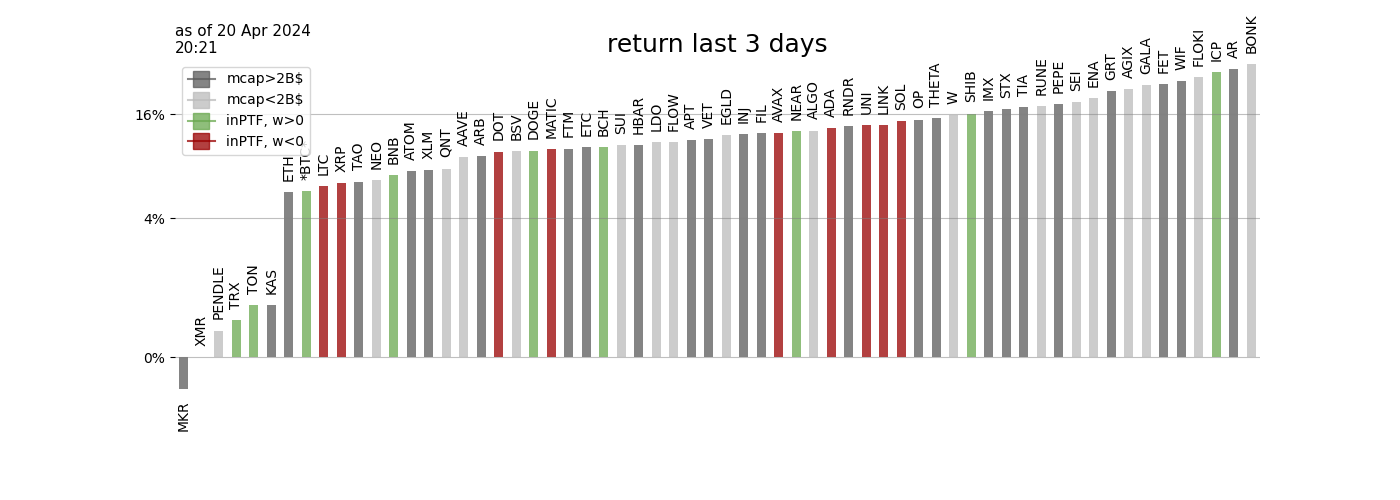 as of 20 Apr 2024
20:21
return last 3 days
mcap>2B$
mcap<2B$
inPTF, w>0
inPTF, w<0
16%
4%
0%
MKR
XMR
PENDLE
TRX
TON
KAS
ETH
*BTC*
LTC
XRP
TAO
NEO
BNB
ATOM
XLM
QNT
AAVE
ARB
DOT
BSV
DOGE
MATIC
FTM
ETC
BCH
SUI
HBAR
LDO
FLOW
APT
VET
EGLD
INJ
FIL
AVAX
NEAR
ALGO
ADA
RNDR
UNI
LINK
SOL
OP
THETA
W
SHIB
IMX
STX
TIA
RUNE
PEPE
SEI
ENA
GRT
AGIX
GALA
FET
WIF
FLOKI
ICP
AR
BONK